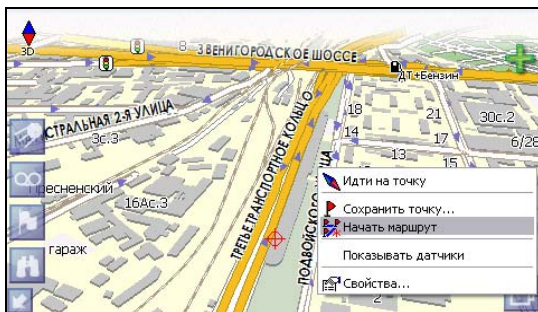 3D
8
ЗВЕНИГОРОДСКОЕ ШОССЕ
ДТ+Бензин
СТРАЛЬНАЯ 2-Я УЛИЦА
3с.3
18
21
30с.2
14
17
6/28
13
15
Пресненский
16Ас.3
ТРЕТЬЕ ТРАНСПОРТНОЕ КОЛЬЦО
ПОДВОЙСКОГО
гараж
Идти на точку
Сохранить точку...
Начать маршрут
Показывать датчики
Свойства...
2